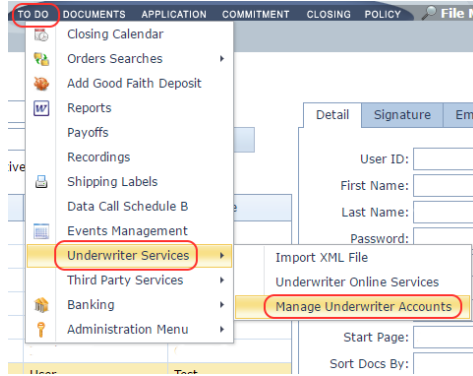 TO DO DOCUMENTS APPLICATION COMMITMENT CLOSING POLICY File N
Closing Calendar
Orders Searches
Add Good Faith Deposit
W Reports
Payoffs
Recordings
Shipping Labels
Data Call Schedule B
Events Management
Underwriter Services
Third Party Services
Banking
Administration Menu
Import XML File
Underwriter Online Services
Manage Underwriter Accounts
Detail Signature Em
User ID:
First Name:
Last Name:
Password:
Start Page:
Sort Docs By:
ive
e
User Test